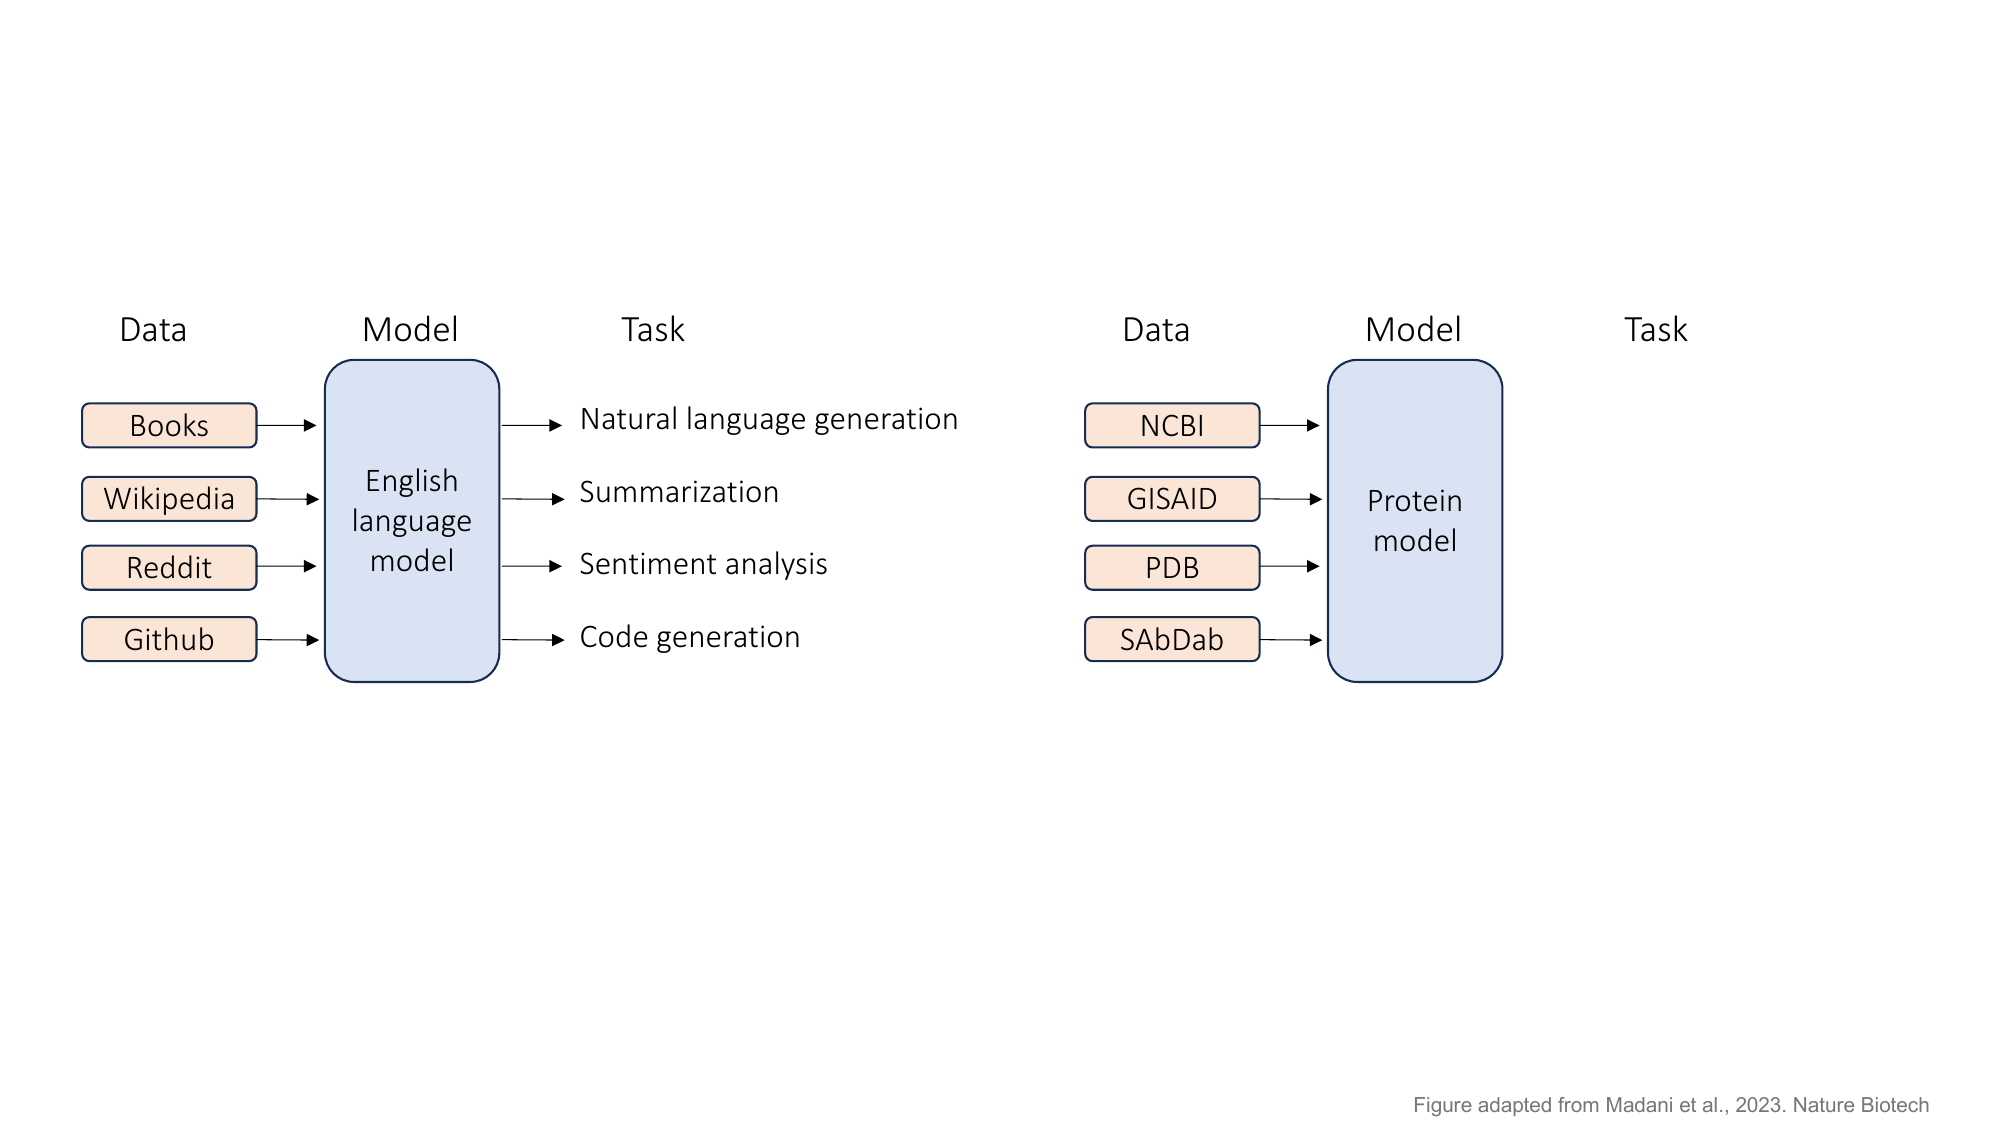 Data
Model
Task
Books
Wikipedia
Reddit
Github
English
language
model
Natural language generation
Summarization
Sentiment analysis
Code generation
Data
Model
Task
NCBI
GISAID
PDB
SAbDab
Protein
model
Figure adapted from Madani et al., 2023. Nature Biotech